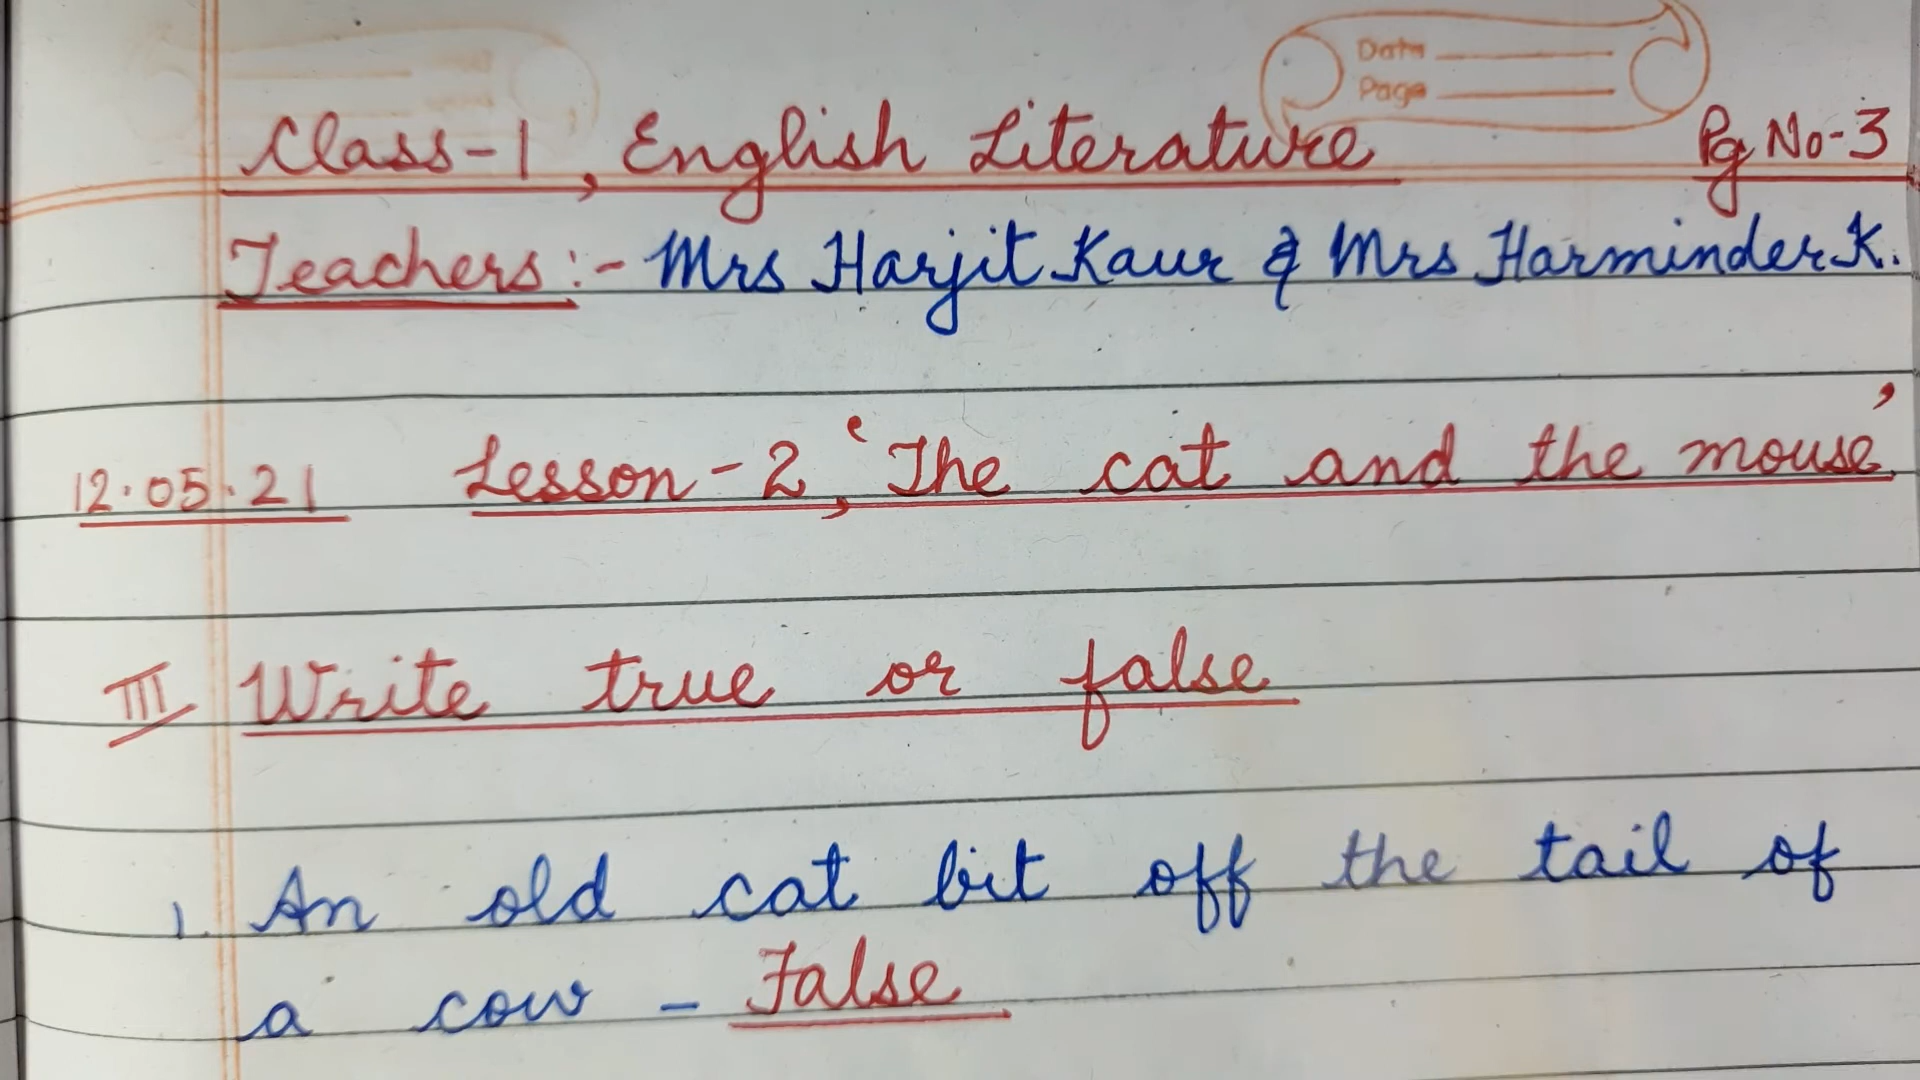 Date
Page
Class-1, English Literature Pg No-3
Teachers:- Mrs Harjit Kaur & Mrs Harminder K.
12.05.21 Lesson-2, 'The cat and the mouse'
III Write true or false
1. An old cat bit off the tail of
a cow - False